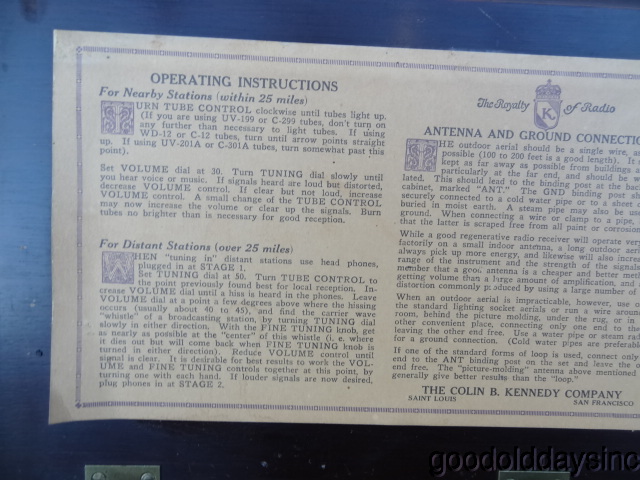 OPERATING INSTRUCTIONS
For Nearby Stations (within 25 miles)
TURN TUBE CONTROL clockwise until tubes light up.
(If you are using UV-199 or C-299 tubes, don't turn on
any further than necessary to light tubes. If using
WD-12 or C-12 tubes, turn until arrow points straight
up. If using UV-201A or C-301A tubes, turn somewhat past this
point).
Set VOLUME dial at 30. Turn TUNING dial slowly until
you hear voice or music. If signals heard are loud but distorted,
decrease VOLUME control. If clear but not loud, increase
VOLUME control. A small change of the TUBE CONTROL
may now increase the volume or clear up the signals. Burn
tubes no brighter than is necessary for good reception.
For Distant Stations (over 25 miles)
WHEN "tuning in" distant stations use head phones,
plugged in at STAGE 1.
Set TUNING dial at 50. Turn TUBE CONTROL to
the point previously found best for local reception. In-
crease VOLUME dial until a hiss is heard in the phones. Leave
VOLUME dial at a point a few degrees above where the hissing
occurs (usually about 40 to 45), and find the carrier wave
"whistle" of a broadcasting station, by turning TUNING dial
slowly in either direction. With the FINE TUNING knob, get
as nearly as possible at the "center" of this whistle (i. e. where
it dies out but will come back when FINE TUNING knob is
turned in either direction). Reduce VOLUME control until
signal is clear. It is desirable for best results to work the VOL-
UME and FINE TUNING controls together at this point, by
turning one with each hand. If louder signals are now desired,
plug phones in at STAGE 2.
The Royalty K of Radio
ANTENNA AND GROUND CONNECTIO
THE outdoor aerial should be a single wire, a
possible (100 to 200 feet is a good length). It
kept as far away as possible from buildings a
particularly at the far end, and should be w
lated. This should lead to the binding post at the back
cabinet, marked "ANT." The GND binding post sh
securely connected to a cold water pipe or to a sheet o
buried in moist earth. A steam pipe may also be us
ground. When connecting a wire or clamp to a pipe,
that the latter is scraped free from all paint or corrosion
While a good regenerative radio receiver will operate ve
factorily on a small indoor antenna, a long outdoor aer
always pick up more energy, and likewise will also incre
range of the instrument and the strength of the signa
member that a good antenna is a cheaper and better me
getting volume than a large amount of amplification, and
distortion commonly produced by using a large number of
When an outdoor aerial is impracticable, however, use o
the standard lighting socket aerials or run a wire aroun
room, behind the picture molding, under the rug, or in
other convenient place, connecting only one end to th
leaving the other end free. Use a water pipe or steam ra
for a ground connection. (Cold water pipes are preferabl
If one of the standard forms of loop is used, connect only
end to the ANT binding post on the set and leave the o
end free. The "picture-molding" antenna above mentioned
generally give better results than the "loop."
THE COLIN B. KENNEDY COMPANY
SAINT LOUIS SAN FRANCISCO
goodolddaysinc